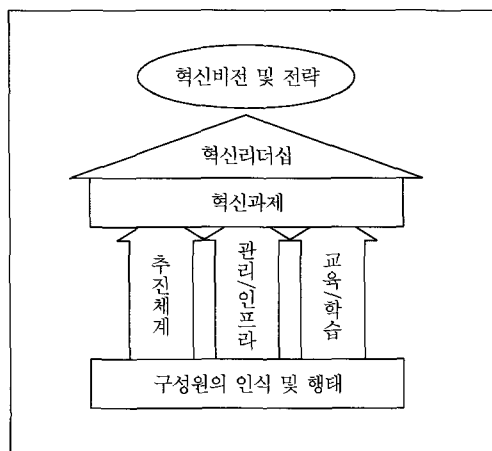 혁신비전 및 전략
혁신리더십
혁신과제
추진체계
관리/인프라
교육/학습
구성원의 인식 및 행태